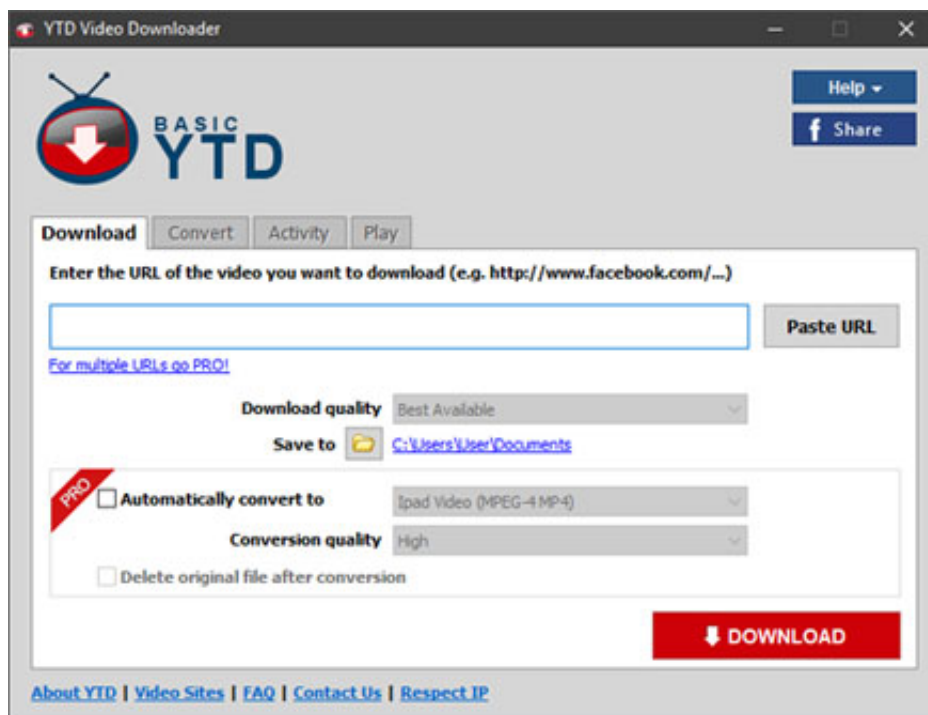 YTD Video Downloader
Help
f Share
BASIC
YTD
Download Convert Activity Play
Enter the URL of the video you want to download (e.g. http://www.facebook.com/...)
Paste URL
For multiple URLs go PRO!
Download quality Best Available
Save to C:\Users\User\Documents
PRO
Automatically convert to Ipad Video (MPEG-4 MP4)
Conversion quality High
Delete original file after conversion
DOWNLOAD
About YTD | Video Sites | FAQ | Contact Us | Respect IP